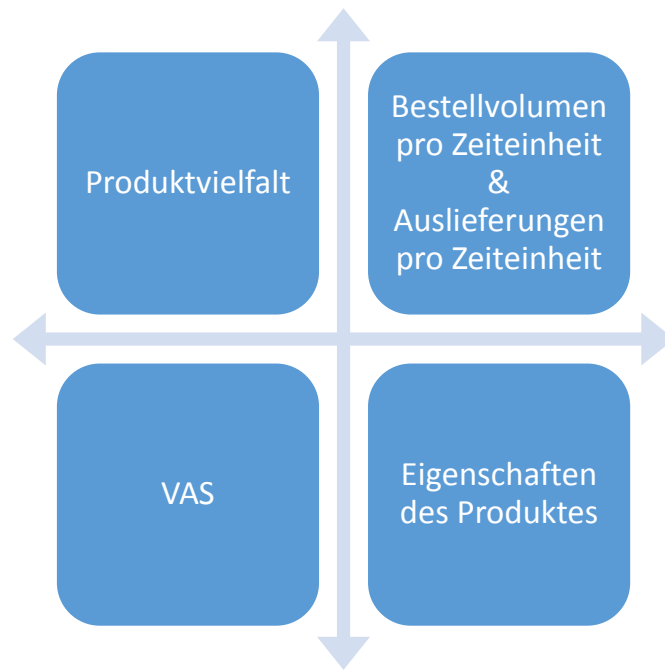 Produktvielfalt
Bestellvolumen
pro Zeiteinheit
&
Auslieferungen
pro Zeiteinheit
VAS
Eigenschaften
des Produktes